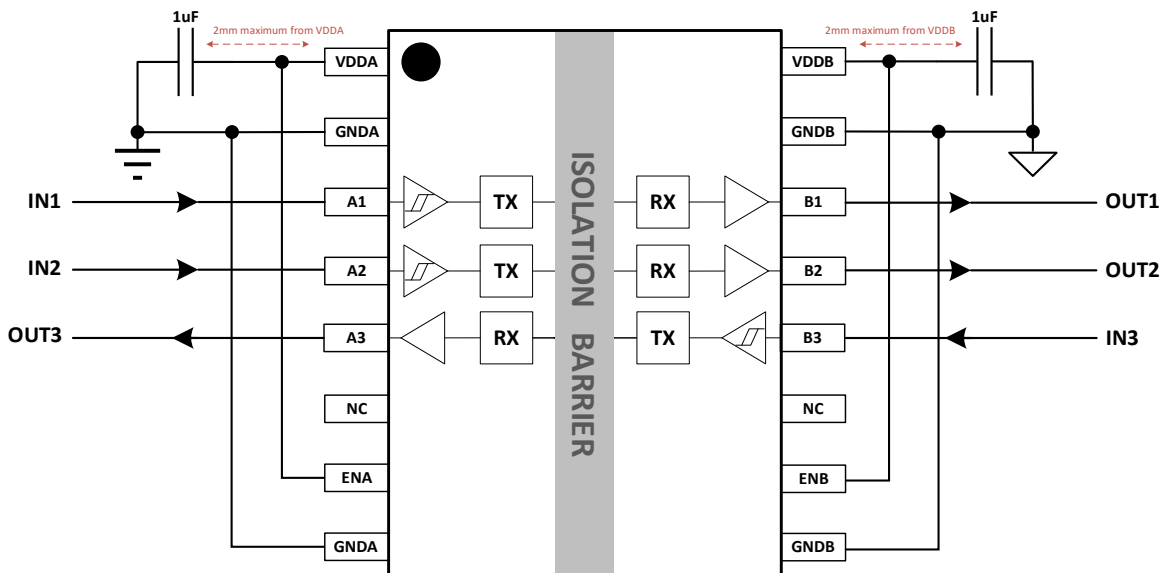 1uF
1uF
2mm maximum from VDDA
2mm maximum from VDDB
VDDA
VDDB
GNDA
GNDB
IN1
A1
TX
RX
B1
OUT1
IN2
A2
TX
RX
B2
OUT2
OUT3
A3
RX
TX
B3
IN3
ISOLATION BARRIER
NC
NC
ENA
ENB
GNDA
GNDB